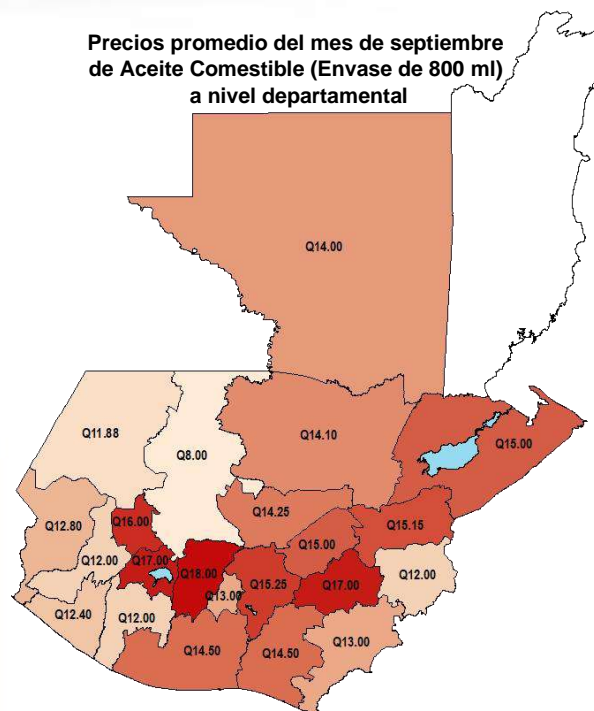 Precios promedio del mes de septiembre
de Aceite Comestible (Envase de 800 ml)
a nivel departamental
Q14.00
Q11.88
Q8.00
Q14.10
Q15.00
Q12.80
Q16.00
Q14.25
Q15.15
Q12.00
Q17.00
Q18.00
Q15.00
Q12.00
Q12.40
Q12.00
Q13.00
Q15.25
Q17.00
Q14.50
Q14.50
Q13.00